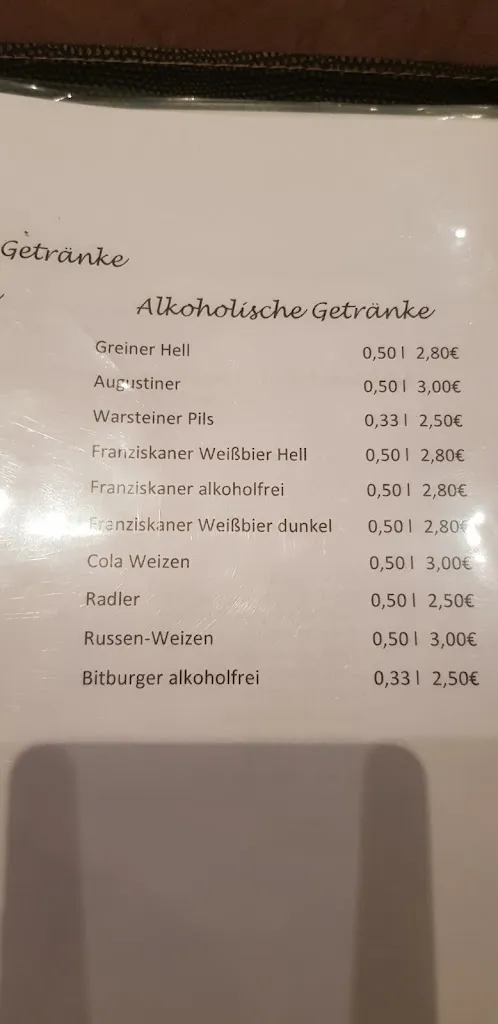 Getränke
Alkoholische Getränke
Greiner Hell 0,50 l 2,80€
Augustiner 0,50 l 3,00€
Warsteiner Pils 0,33 l 2,50€
Franziskaner Weißbier Hell 0,50 l 2,80€
Franziskaner alkoholfrei 0,50 l 2,80€
Franziskaner Weißbier dunkel 0,50 l 2,80€
Cola Weizen 0,50 l 3,00€
Radler 0,50 l 2,50€
Russen-Weizen 0,50 l 3,00€
Bitburger alkoholfrei 0,33 l 2,50€